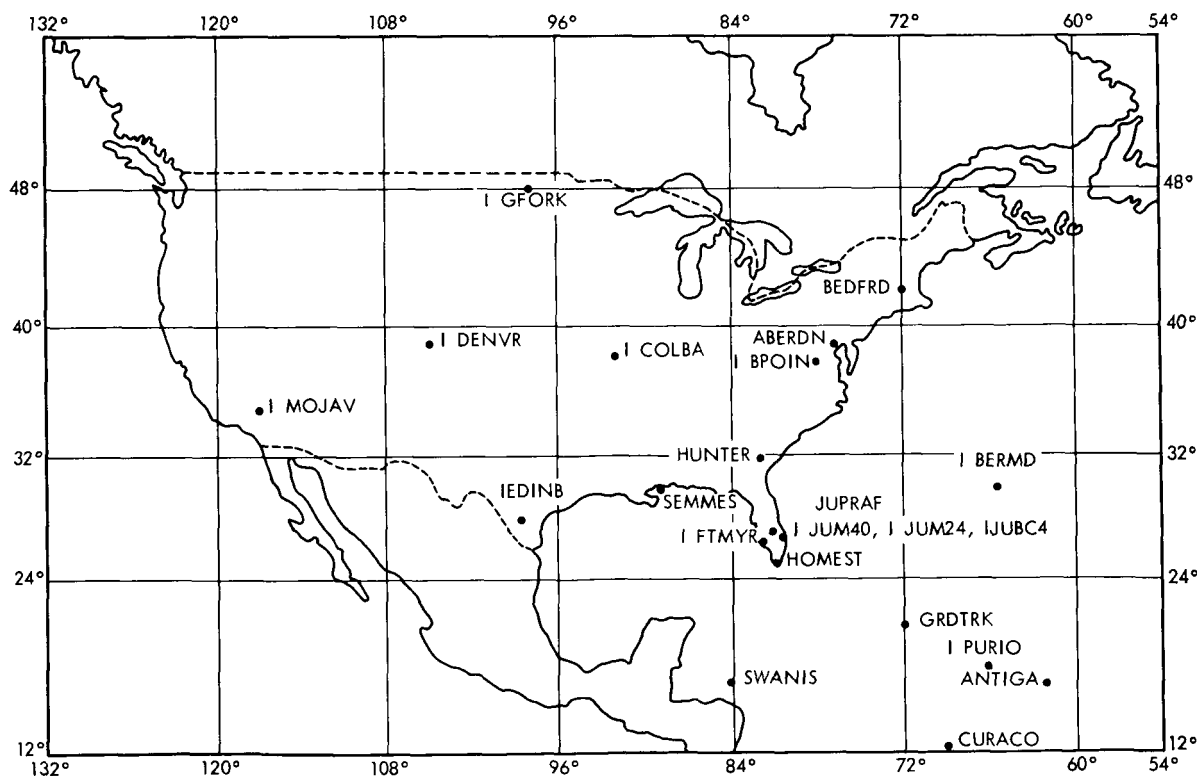 132° 120° 108° 96° 84° 72° 60° 54°
48° 48°
I GFORK
BEDFRD
40° 40°
ABERDN
I DENVR I COLBA I BPOIN
I MOJAV
32° HUNTER 32°
I BERMD
IEDINB SEMMES JUPRAF
I FTMYR I JUM40, I JUM24, IJUBC4
HOMEST
24° 24°
GRDTRK
I PURIO
SWANIS ANTIGA
CURACO
12° 12°
132° 120° 108° 96° 84° 72° 60° 54°